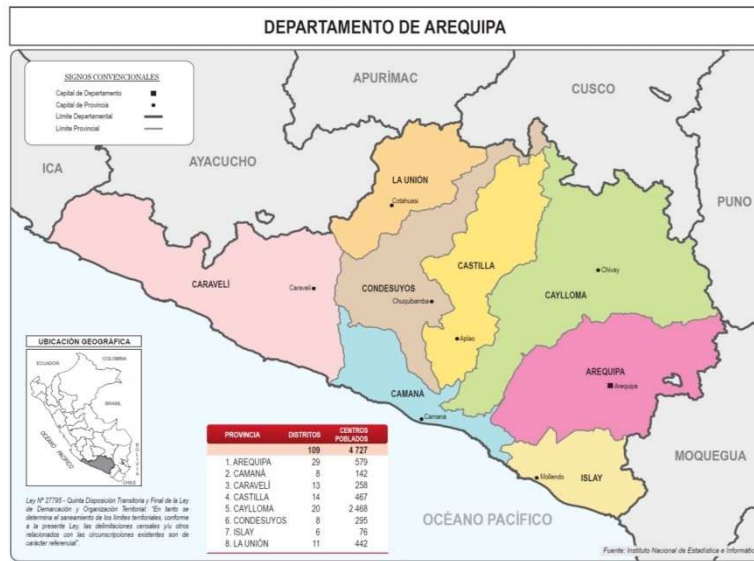 DEPARTAMENTO DE AREQUIPA
SIGNOS CONVENCIONALES
Capital de Departamento
Capital de Provincia
Límite Departamental
Límite Provincial
APURÍMAC
CUSCO
AYACUCHO
ICA
PUNO
LA UNIÓN
Cotahuasi
CASTILLA
CONDESUYOS
Chuquibamba
CARAVELÍ
Caravelí
Chivay
CAYLLOMA
Aplao
AREQUIPA
Arequipa
CAMANÁ
Camaná
MOQUEGUA
Mollendo
ISLAY
OCÉANO PACÍFICO
UBICACIÓN GEOGRÁFICA
ECUADOR
COLOMBIA
BRASIL
OCÉANO PACÍFICO
BOLIVIA
CHILE
PROVINCIA DISTRITOS CENTROS POBLADOS
109 4 727
1. AREQUIPA 29 579
2. CAMANÁ 8 142
3. CARAVELÍ 13 258
4. CASTILLA 14 467
5. CAYLLOMA 20 2 468
6. CONDESUYOS 8 295
7. ISLAY 6 76
8. LA UNIÓN 11 442
Ley Nº 27795 - Quinta Disposición Transitoria y Final de la Ley
de Demarcación y Organización Territorial: "En tanto se
determina el saneamiento de los límites territoriales, conforme
a la presente Ley, las delimitaciones censales y/u otros
relacionados con las circunscripciones existentes son de
carácter referencial".
Fuente: Instituto Nacional de Estadística e Informátic